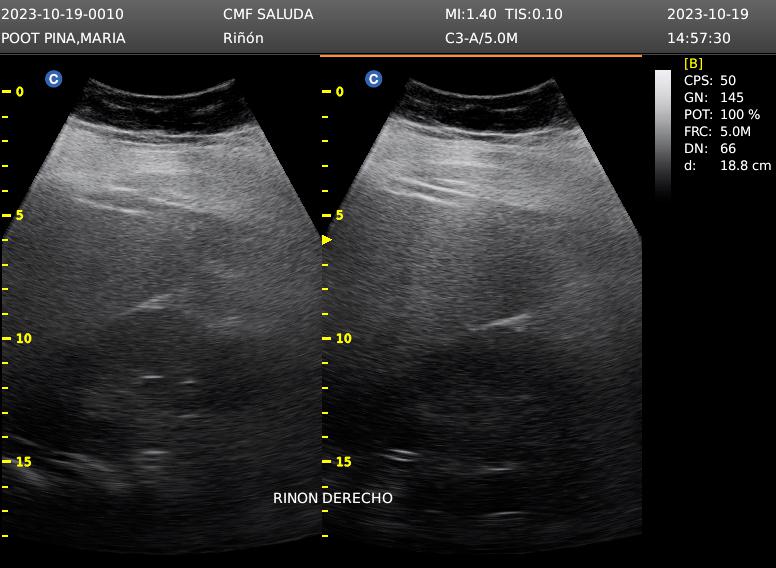 2023-10-19-0010 CMF SALUDA MI:1.40 TIS:0.10 2023-10-19
POOT PINA,MARIA Riñón C3-A/5.0M 14:57:30
[B]
CPS: 50
GN: 145
POT: 100 %
FRC: 5.0M
DN: 66
d: 18.8 cm
C C
0 0
5 5
10 10
15 15
RINON DERECHO